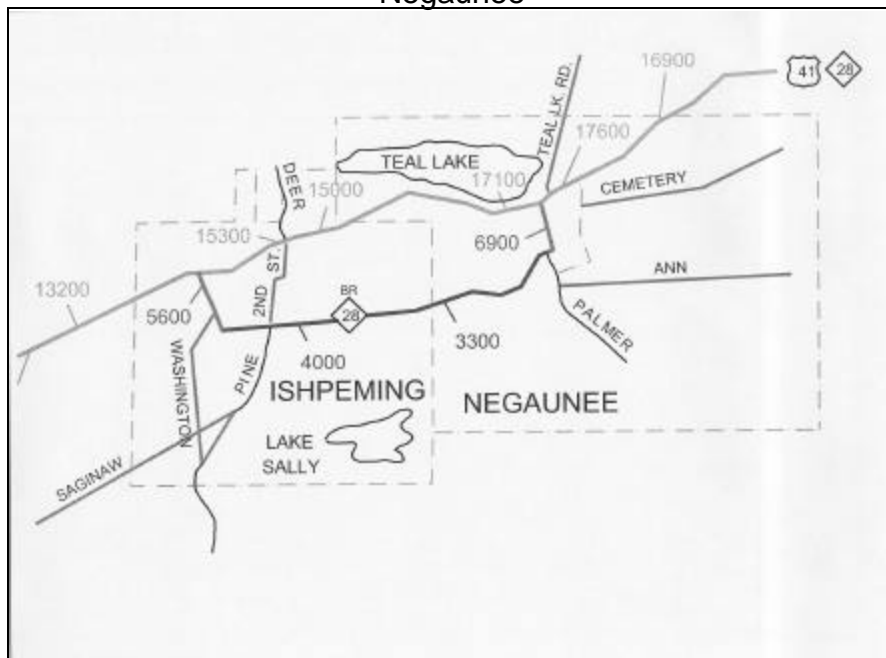 Negaunee
16900
41
28
TEAL LK. RD.
17600
TEAL LAKE
DEER
17100
CEMETERY
15000
15300
6900
2ND ST.
ANN
13200
BR
28
5600
PALMER
4000
3300
WASHINGTON
PINE
ISHPEMING
NEGAUNEE
LAKE
SALLY
SAGINAW